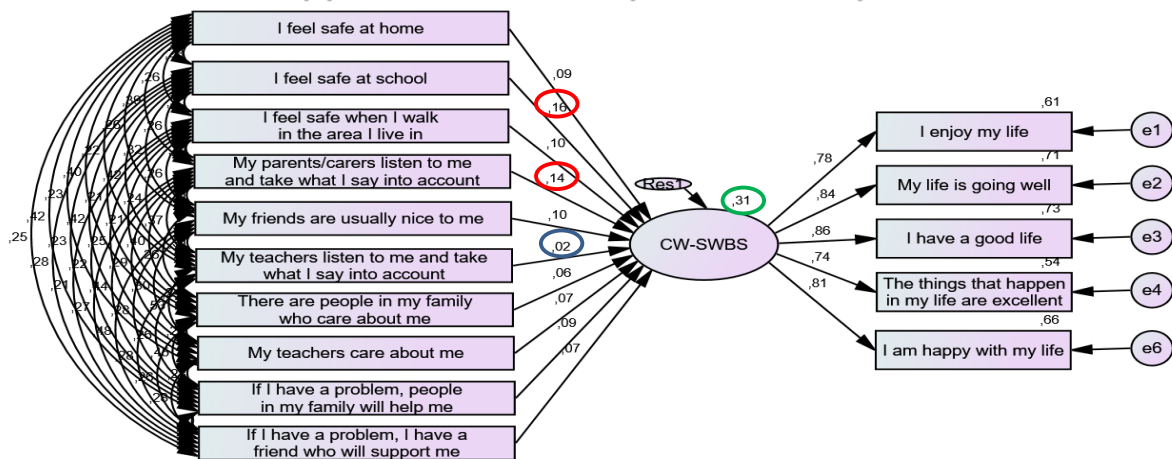 I feel safe at home
I feel safe at school
I feel safe when I walk
in the area I live in
My parents/carers listen to me
and take what I say into account
My friends are usually nice to me
My teachers listen to me and take
what I say into account
There are people in my family
who care about me
My teachers care about me
If I have a problem, people
in my family will help me
If I have a problem, I have a
friend who will support me
,26
,40
,23
,42
,25
,23
,28
,21
,09
,16
,10
,14
,10
,02
,06
,07
,09
,07
Res1
,31
CW-SWBS
,78
,84
,86
,74
,81
,61
I enjoy my life
e1
,71
My life is going well
e2
,73
I have a good life
e3
,54
The things that happen
in my life are excellent
e4
,66
I am happy with my life
e6